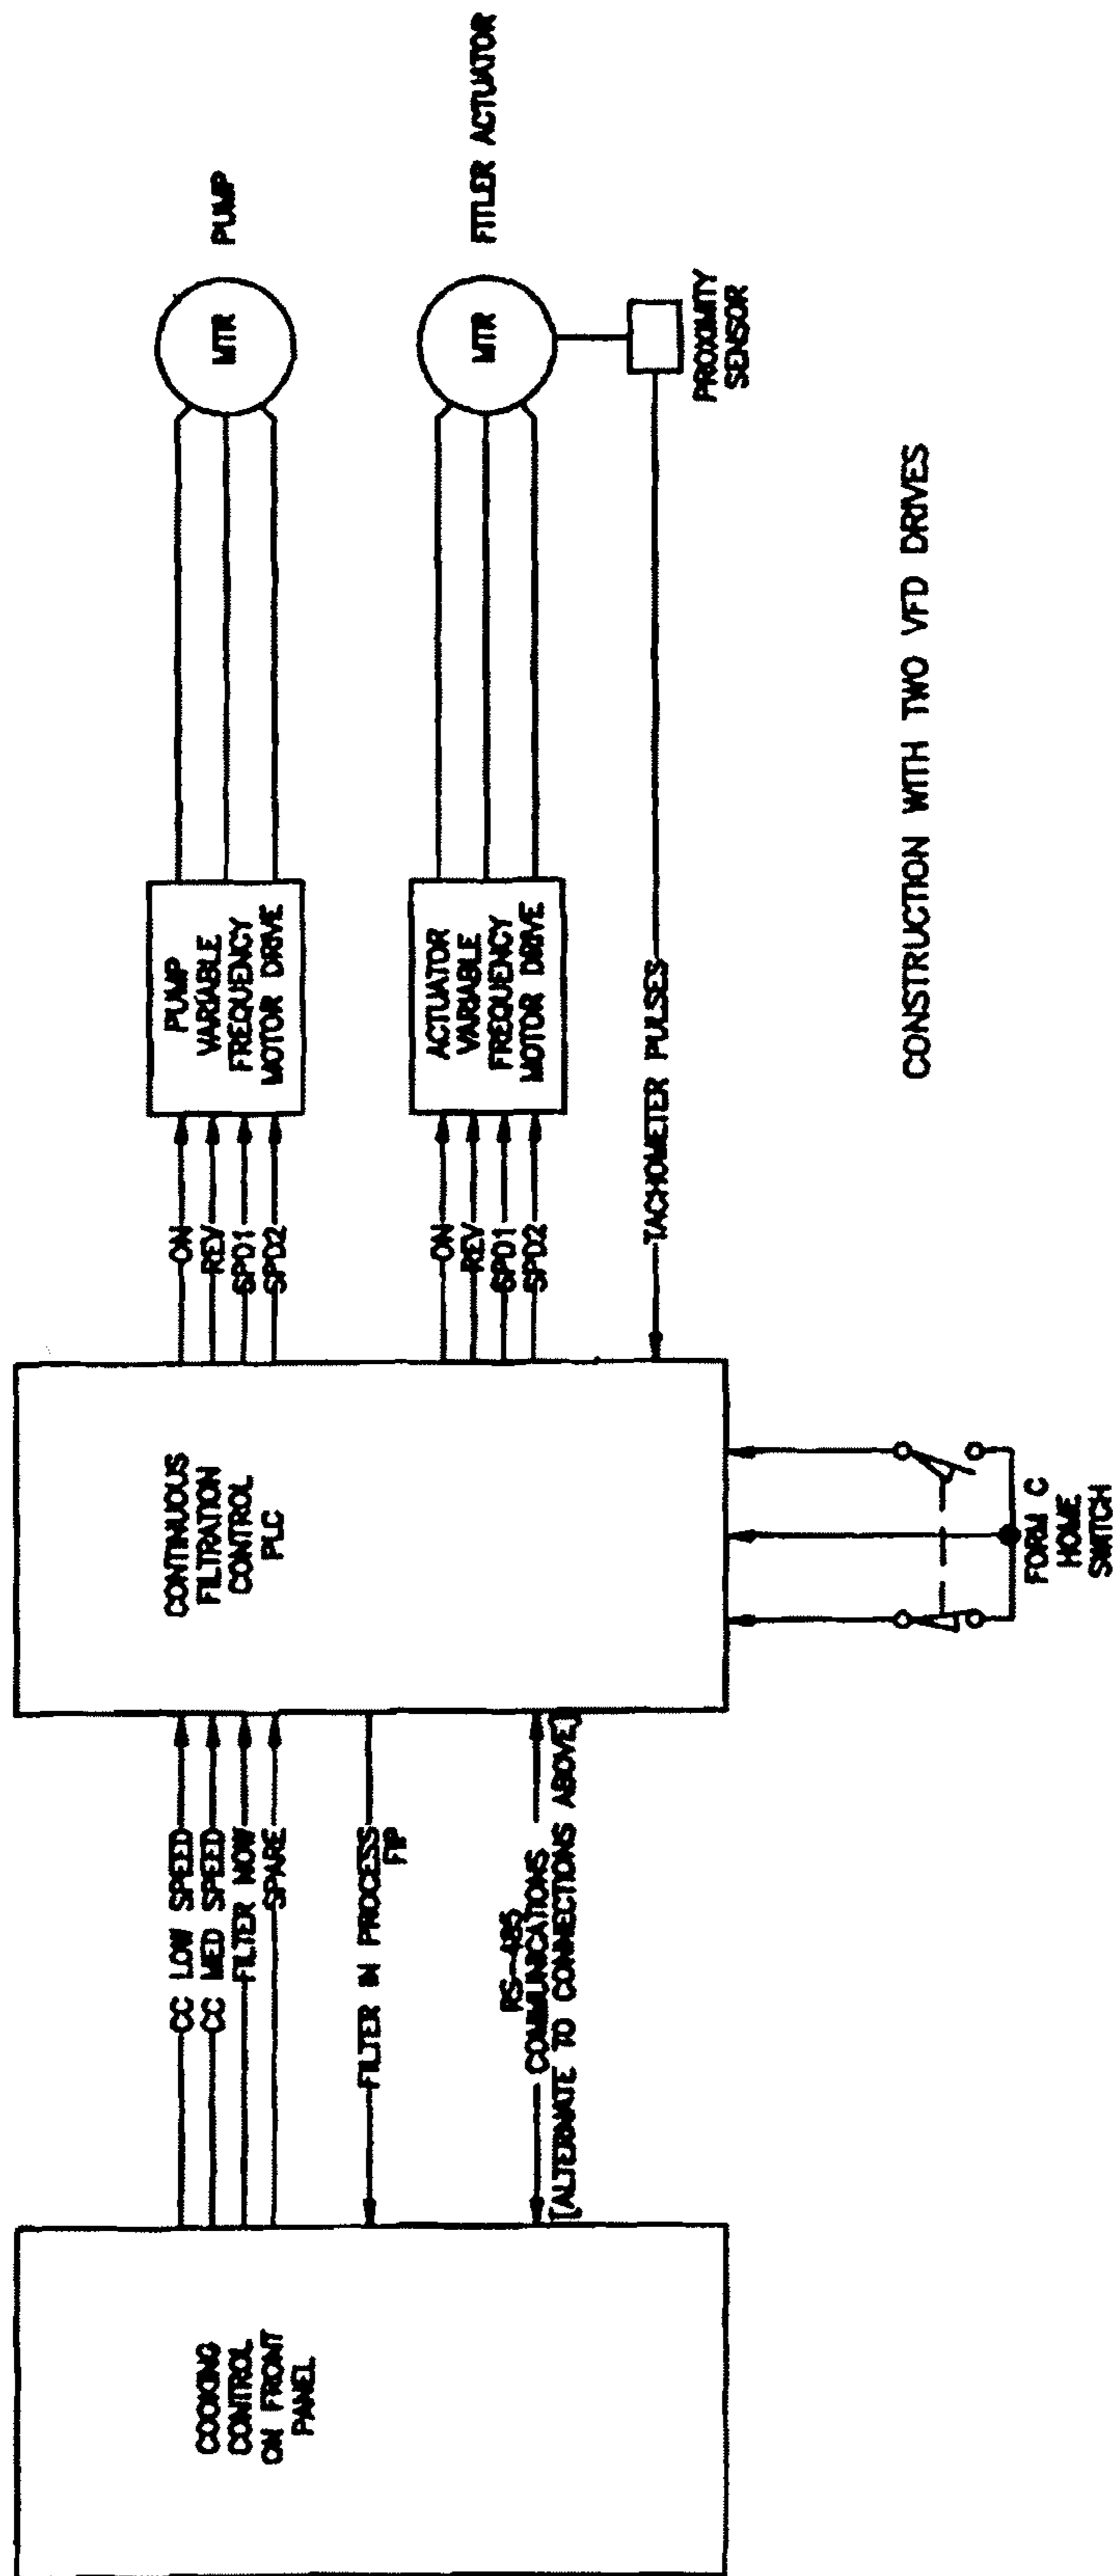 COOKING
CONTROL
ON FRONT
PANEL
CC LOW SPEED
CC MED SPEED
FILTER NOW
SPARE
FILTER IN PROCESS
FIP
RS-485
COMMUNICATIONS
[ALTERNATE TO CONNECTIONS ABOVE]
CONTINUOUS
FILTRATION
CONTROL
PLC
FORM C
HOME
SWITCH
ON
REV
SPD1
SPD2
PUMP
VARIABLE
FREQUENCY
MOTOR DRIVE
MTR
PUMP
ON
REV
SPD1
SPD2
ACTUATOR
VARIABLE
FREQUENCY
MOTOR DRIVE
MTR
FITLER ACTUATOR
TACHOMETER PULSES
PROXIMITY
SENSOR
CONSTRUCTION WITH TWO VFD DRIVES